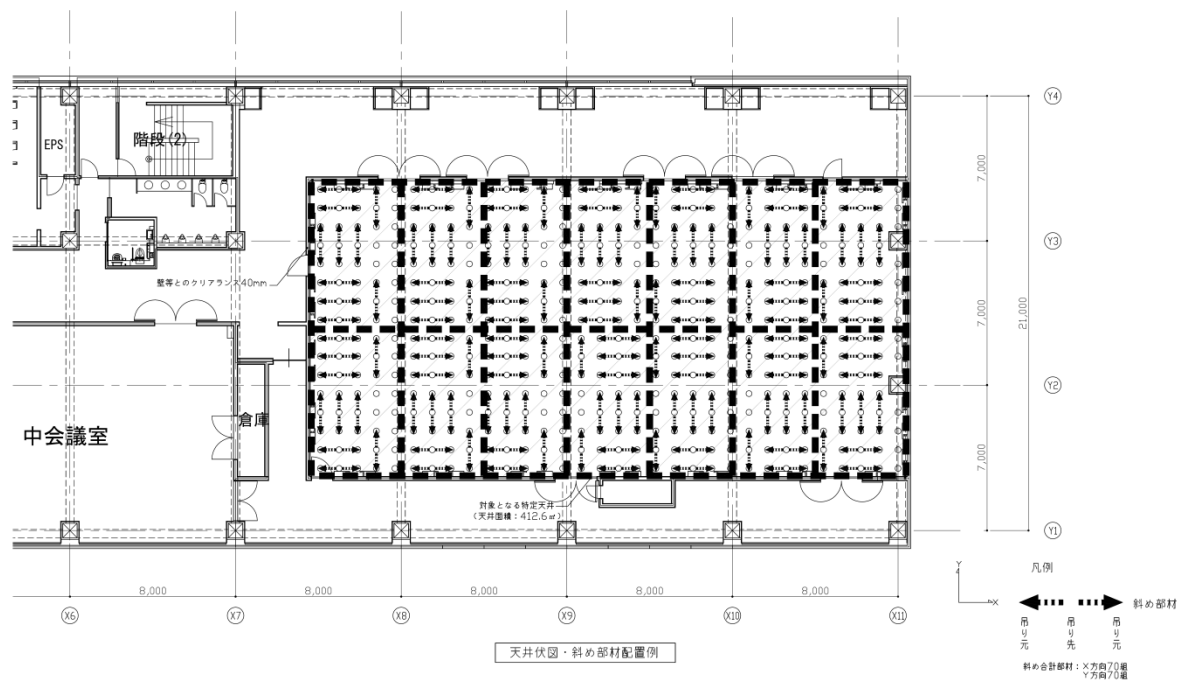 EPS
階段(2)
Y4
7,000
Y3
壁等とのクリアランス40mm
7,000
21,000
Y2
倉庫
中会議室
7,000
対象となる特定天井
(天井面積:412.6㎡)
Y1
8,000
8,000
8,000
8,000
8,000
X6
X7
X8
X9
X10
X11
天井伏図・斜め部材配置例
Y
X
凡例
斜め部材
吊り元
吊り先
吊り元
斜め合計部材:X方向70組
Y方向70組